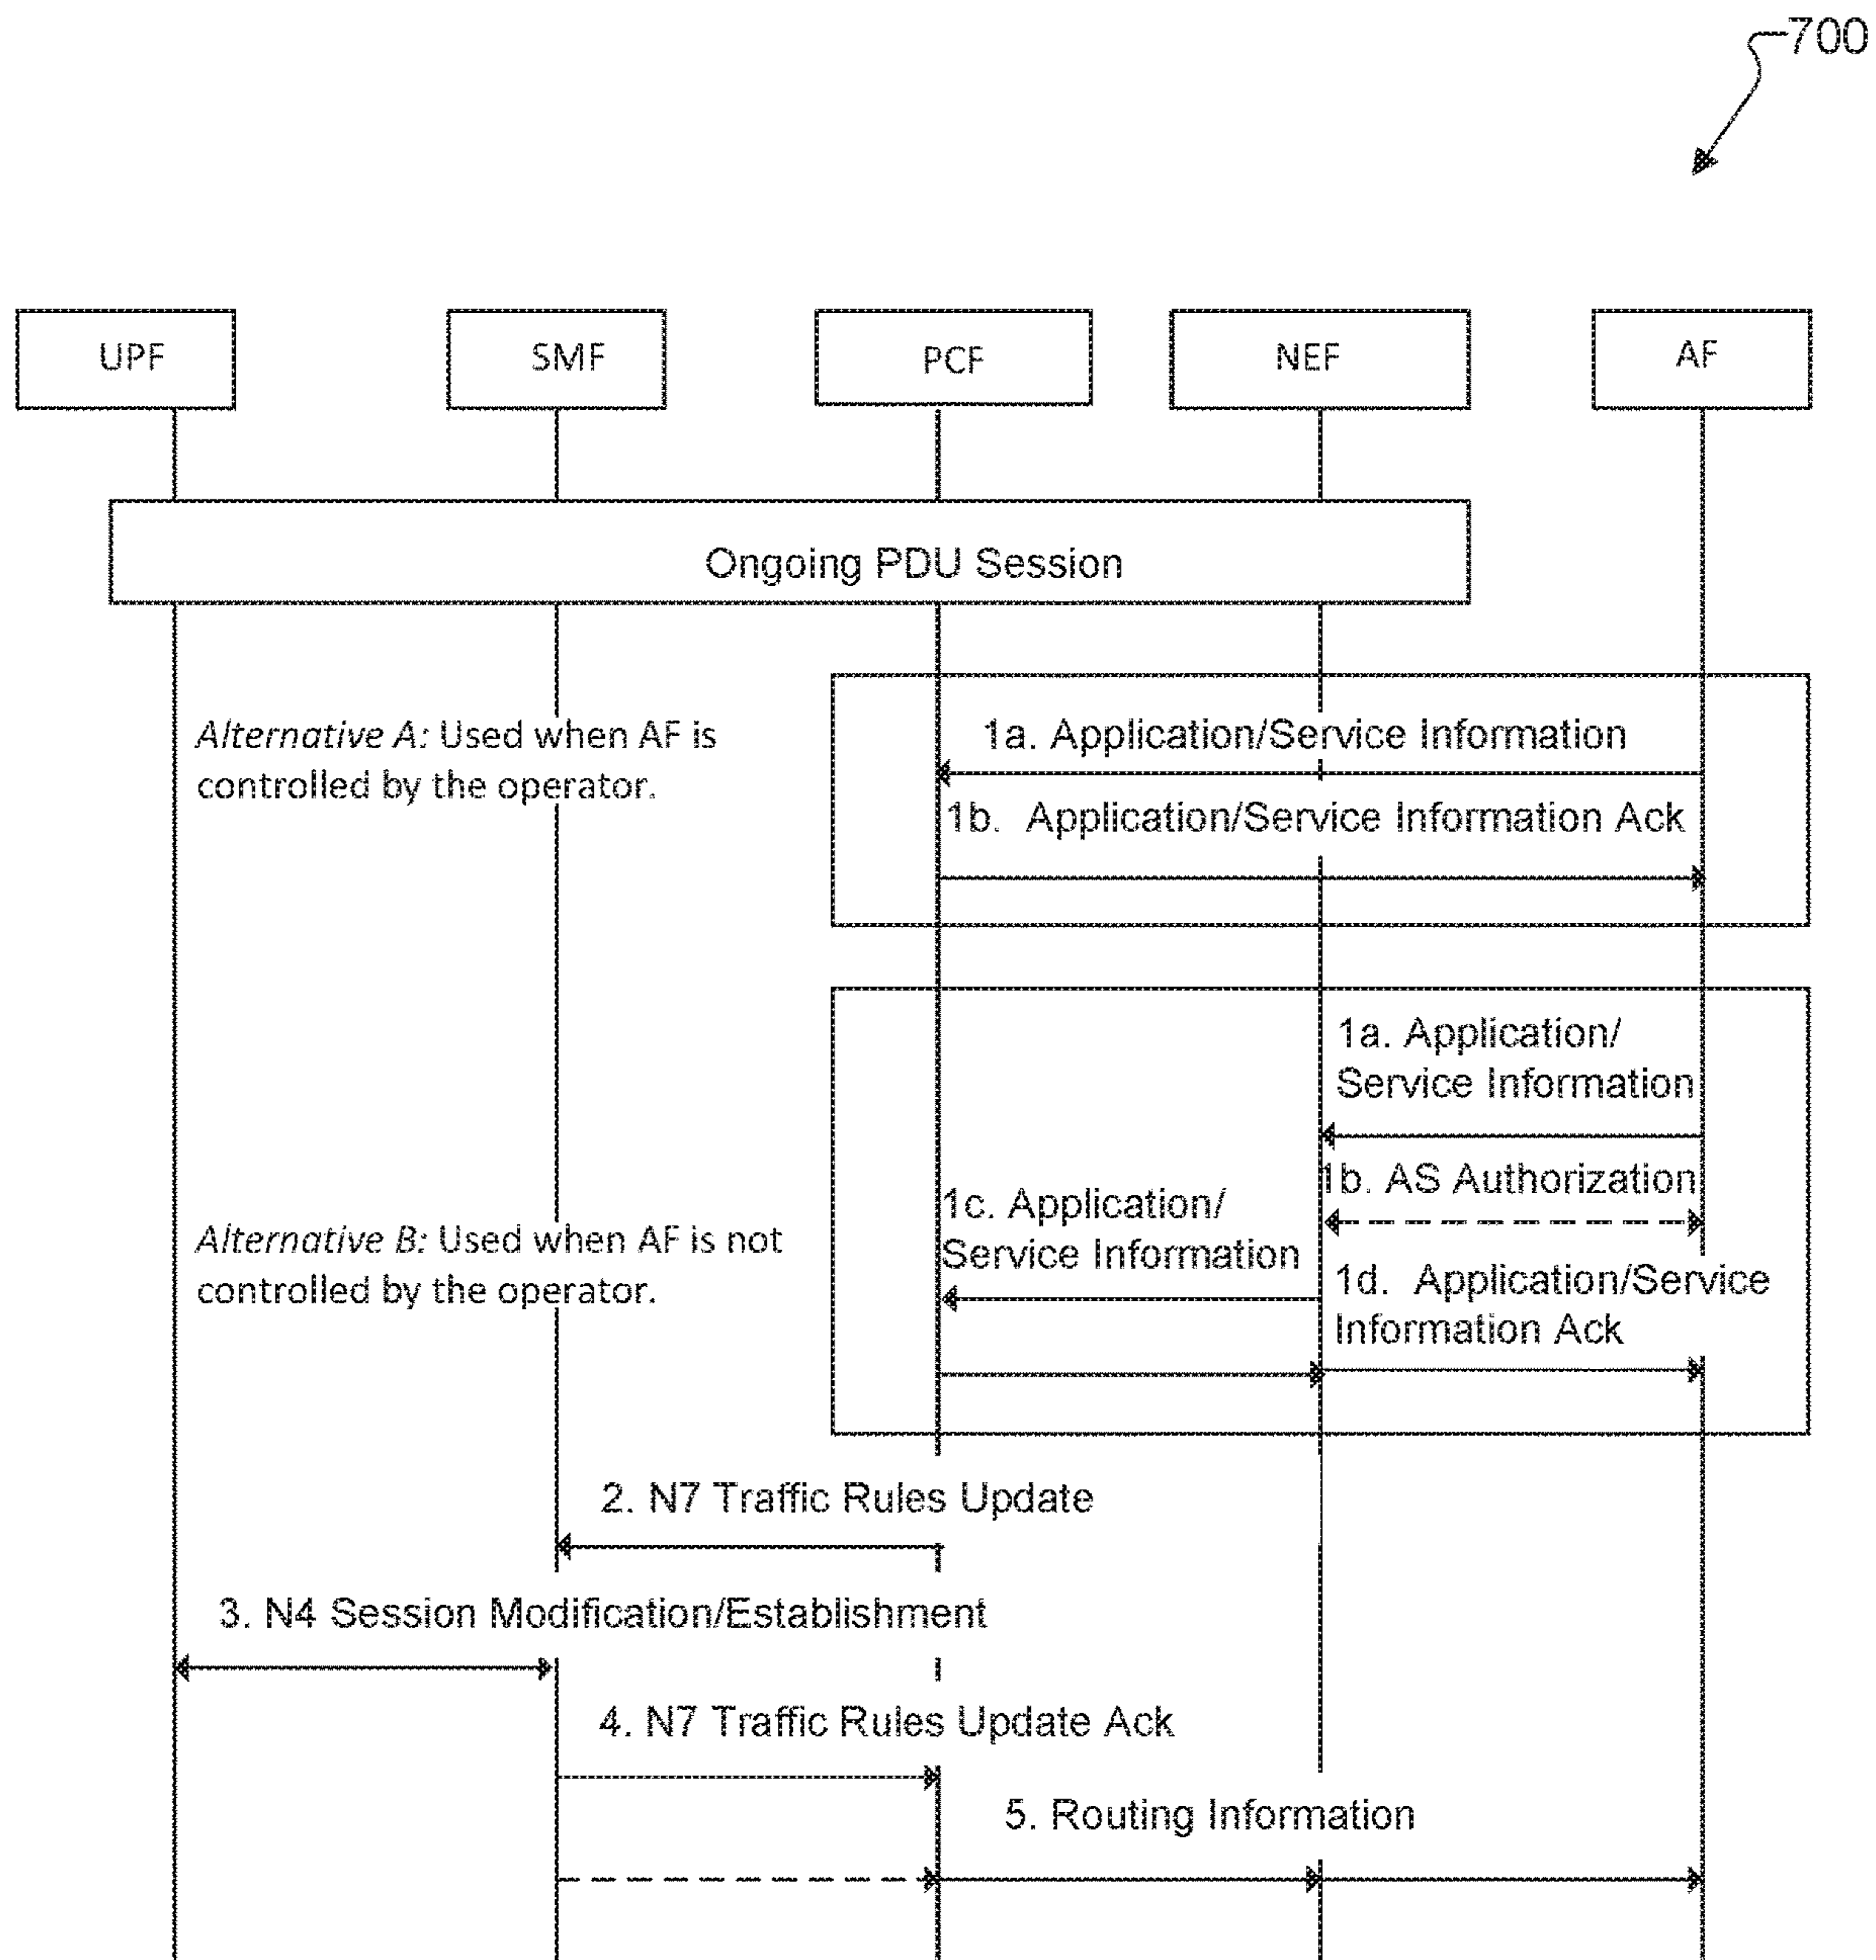 700
UPF
SMF
PCF
NEF
AF
Ongoing PDU Session
Alternative A: Used when AF is
controlled by the operator.
1a. Application/Service Information
1b. Application/Service Information Ack
1a. Application/
Service Information
1b. AS Authorization
1c. Application/
Service Information
Alternative B: Used when AF is not
controlled by the operator.
1d. Application/Service
Information Ack
2. N7 Traffic Rules Update
3. N4 Session Modification/Establishment
4. N7 Traffic Rules Update Ack
5. Routing Information